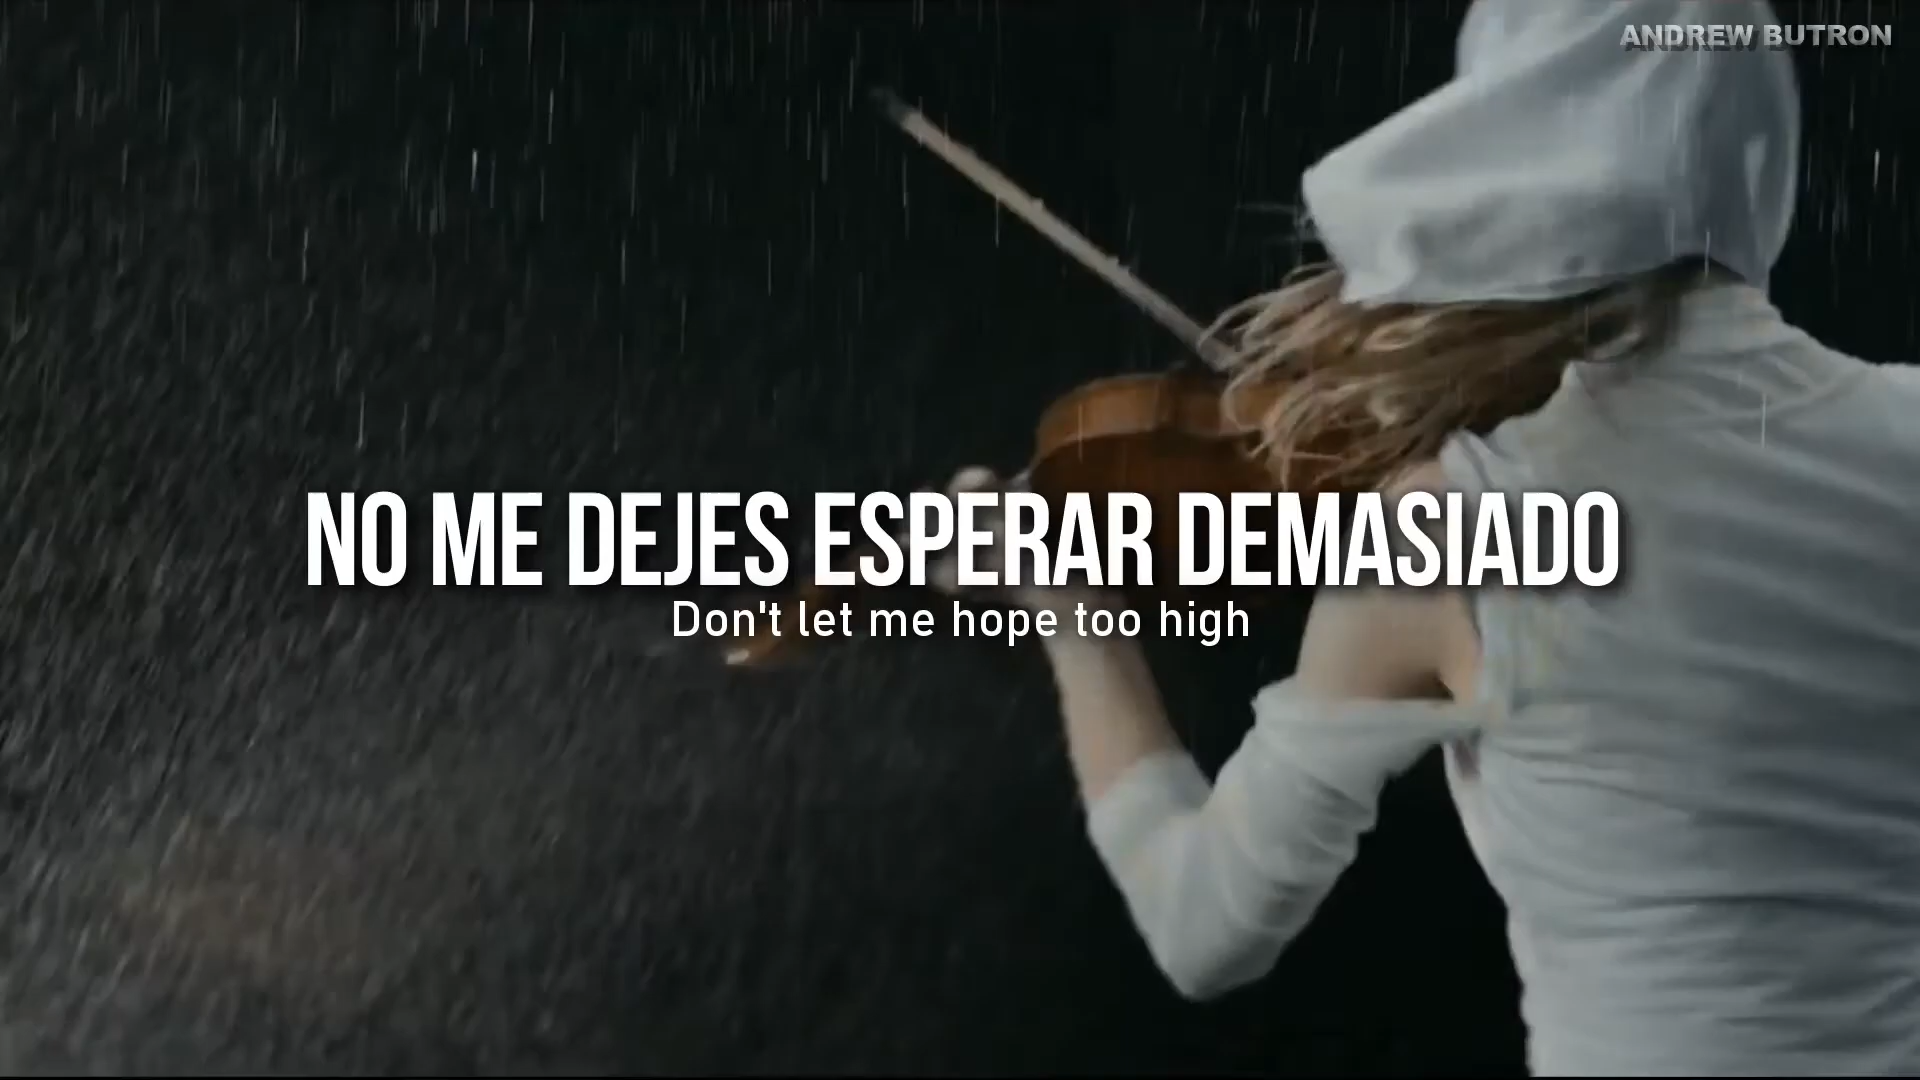 ANDREW BUTRON
NO ME DEJES ESPERAR DEMASIADO
Don't let me hope too high